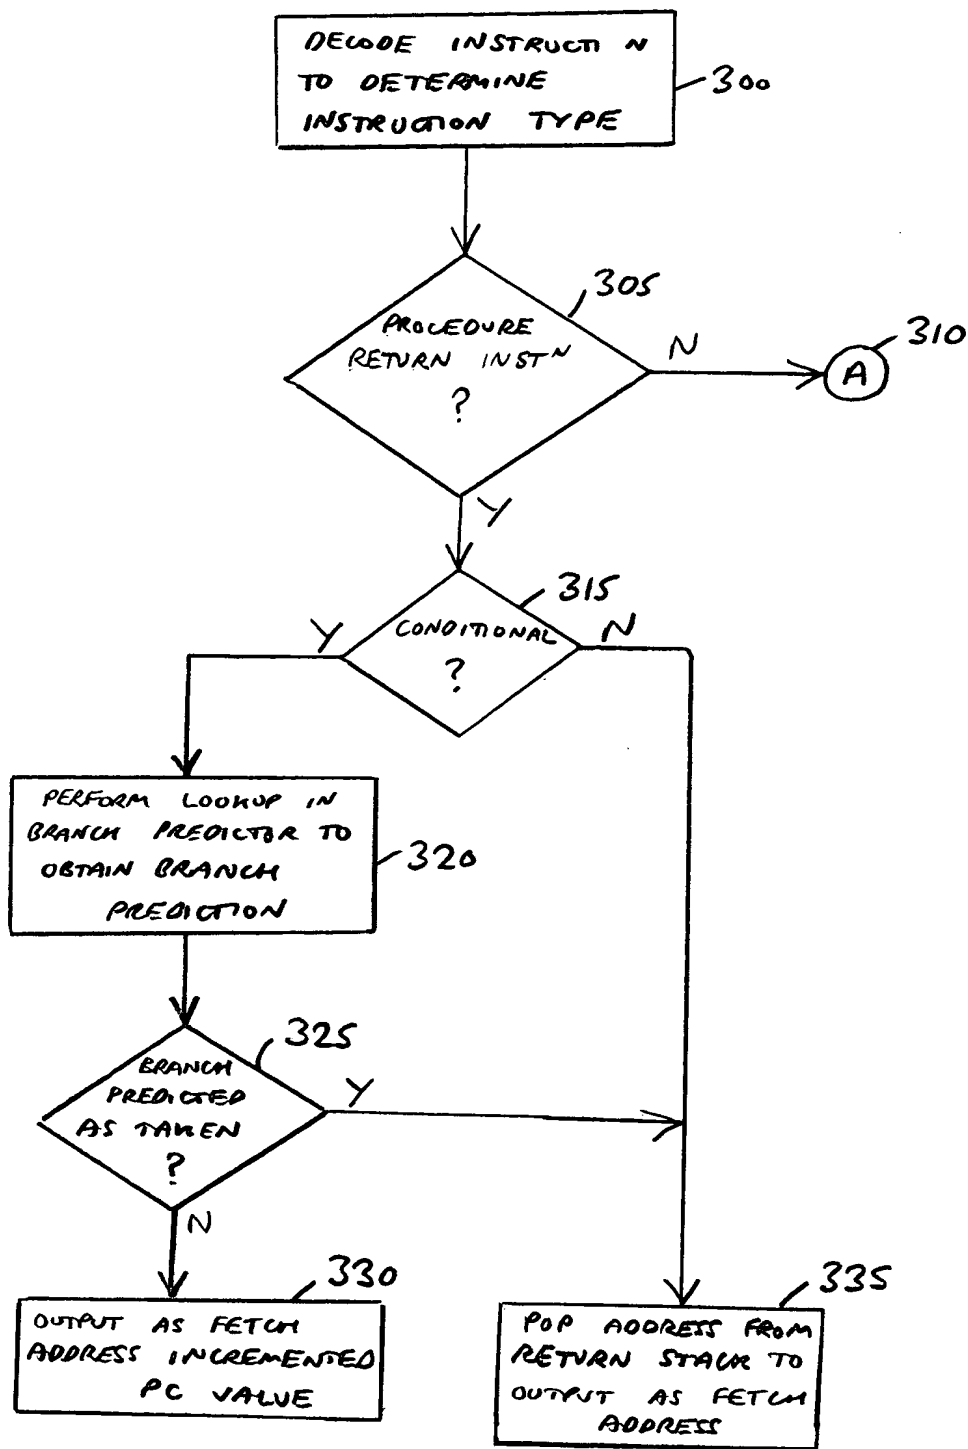 DECODE INSTRUCTI N
TO DETERMINE
INSTRUCTION TYPE
300
305
PROCEDURE
RETURN INSTN
?
N
310
A
Y
315
CONDITIONAL
?
Y
N
PERFORM LOOKUP IN
BRANCH PREDICTOR TO
OBTAIN BRANCH
PREDICTION
320
325
BRANCH
PREDICTED
AS TAKEN
?
Y
N
330
OUTPUT AS FETCH
ADDRESS INCREMENTED
PC VALUE
335
POP ADDRESS FROM
RETURN STACK TO
OUTPUT AS FETCH
ADDRESS